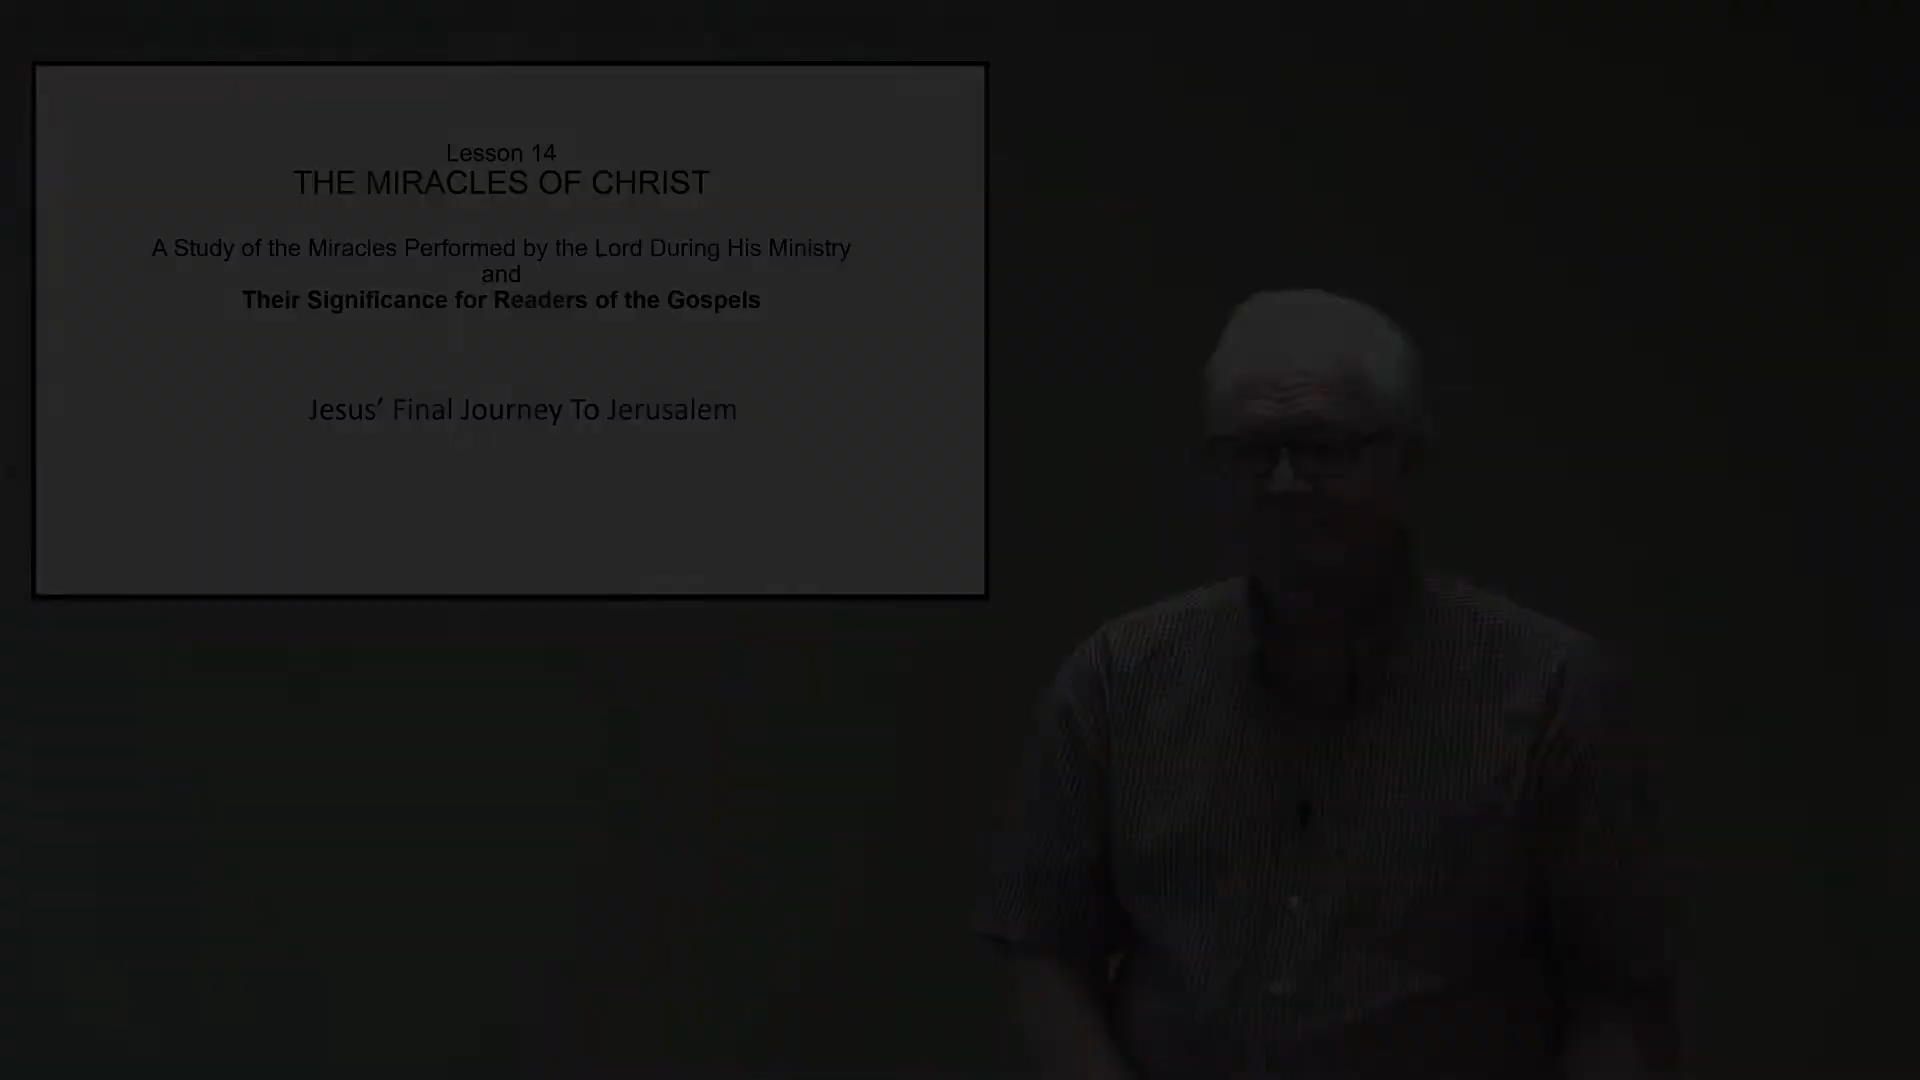 Lesson 14
THE MIRACLES OF CHRIST
A Study of the Miracles Performed by the Lord During His Ministry
and
Their Significance for Readers of the Gospels
Jesus’ Final Journey To Jerusalem